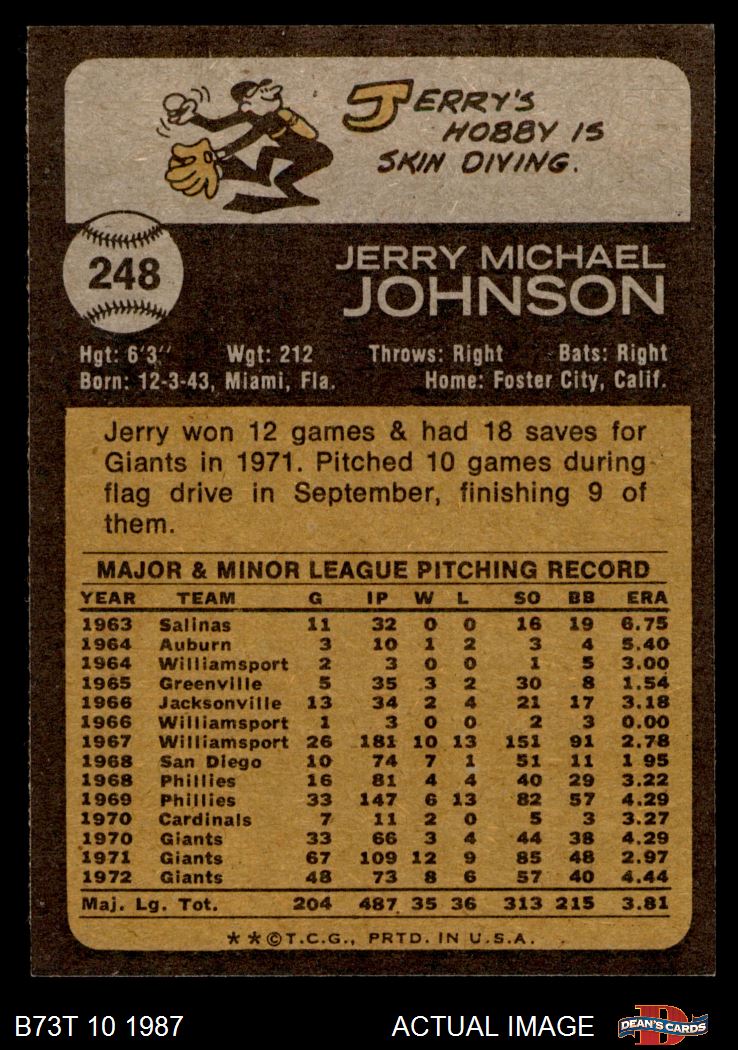 JERRY'S
HOBBY IS
SKIN DIVING.
248
JERRY MICHAEL
JOHNSON
Hgt: 6'3" Wgt: 212 Throws: Right Bats: Right
Born: 12-3-43, Miami, Fla. Home: Foster City, Calif.
Jerry won 12 games & had 18 saves for
Giants in 1971. Pitched 10 games during
flag drive in September, finishing 9 of
them.
MAJOR & MINOR LEAGUE PITCHING RECORD
YEAR TEAM G IP W L SO BB ERA
1963 Salinas 11 32 0 0 16 19 6.75
1964 Auburn 3 10 1 2 3 4 5.40
1964 Williamsport 2 3 0 0 1 5 3.00
1965 Greenville 5 35 3 2 30 8 1.54
1966 Jacksonville 13 34 2 4 21 17 3.18
1966 Williamsport 1 3 0 0 2 3 0.00
1967 Williamsport 26 181 10 13 151 91 2.78
1968 San Diego 10 74 7 1 51 11 1 95
1968 Phillies 16 81 4 4 40 29 3.22
1969 Phillies 33 147 6 13 82 57 4.29
1970 Cardinals 7 11 2 0 5 3 3.27
1970 Giants 33 66 3 4 44 38 4.29
1971 Giants 67 109 12 9 85 48 2.97
1972 Giants 48 73 8 6 57 40 4.44
Maj. Lg. Tot. 204 487 35 36 313 215 3.81
★★©T.C.G., PRTD. IN U.S.A.
B73T 10 1987 ACTUAL IMAGE DEAN'S CARDS